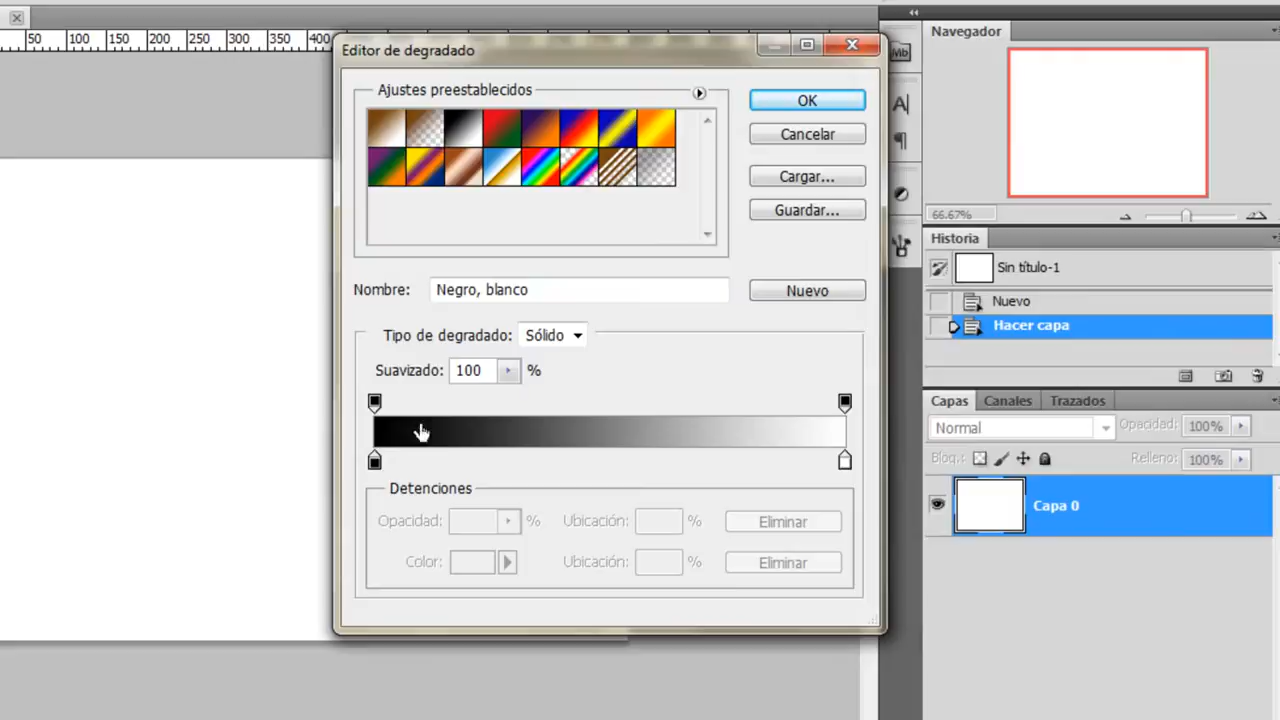 50 100 150 200 250 300 350 400
Editor de degradado
Ajustes preestablecidos
OK
Cancelar
Cargar...
Guardar...
Nombre: Negro, blanco
Nuevo
Tipo de degradado: Sólido
Suavizado: 100 %
Detenciones
Opacidad: % Ubicación: % Eliminar
Color: Ubicación: % Eliminar
Mb
A
Navegador
66.67%
Historia
Sin título-1
Nuevo
Hacer capa
Capas Canales Trazados
Normal Opacidad: 100%
Bloq.: Relleno: 100%
Capa 0